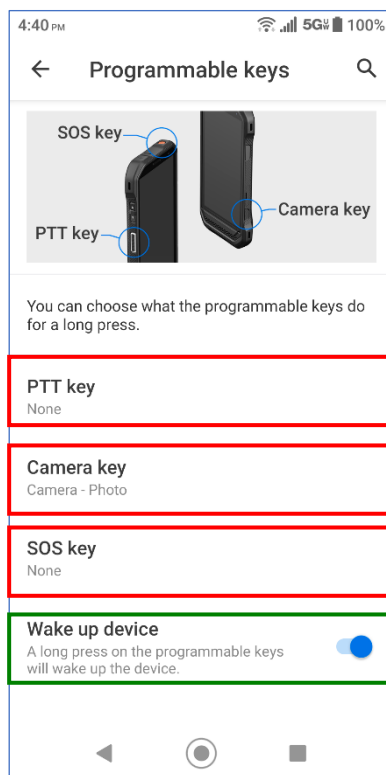 4:40 PM 5G UW 100%
Programmable keys
SOS key
Camera key
PTT key
You can choose what the programmable keys do
for a long press.
PTT key
None
Camera key
Camera - Photo
SOS key
None
Wake up device
A long press on the programmable keys
will wake up the device.